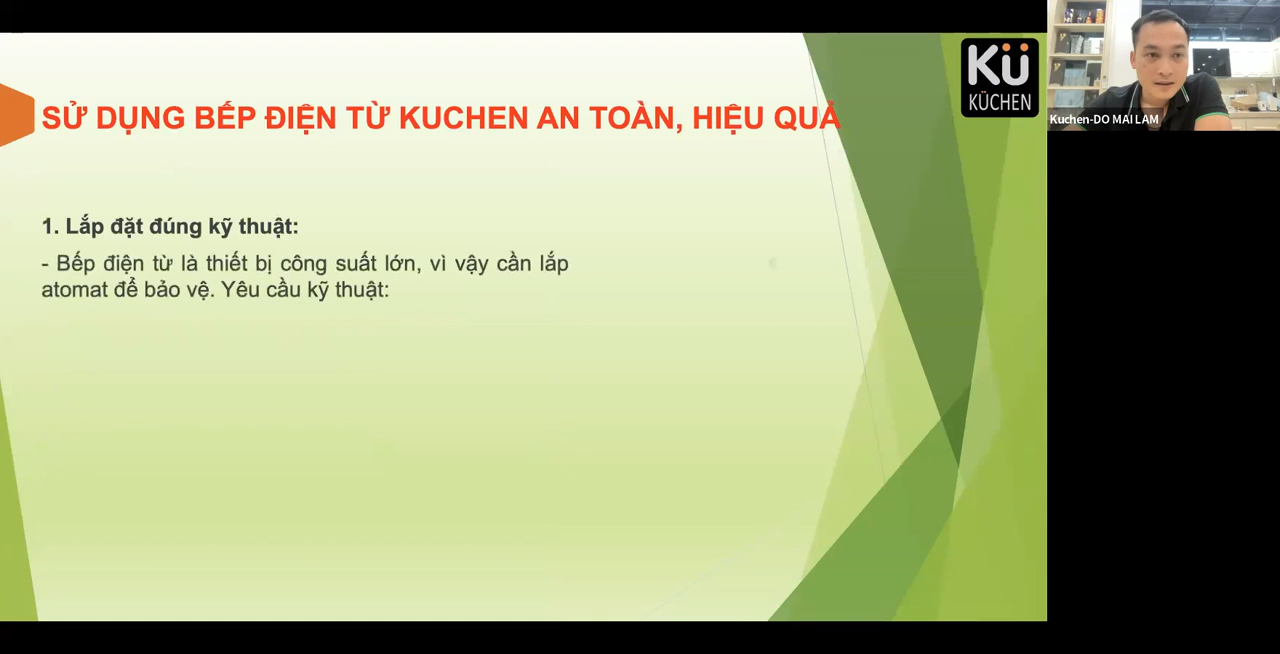 SỬ DỤNG BẾP ĐIỆN TỪ KUCHEN AN TOÀN, HIỆU QUẢ
KÜ
KÜCHEN
Kuchen-DO MAI LAM
1. Lắp đặt đúng kỹ thuật:
- Bếp điện từ là thiết bị công suất lớn, vì vậy cần lắp
atomat để bảo vệ. Yêu cầu kỹ thuật: